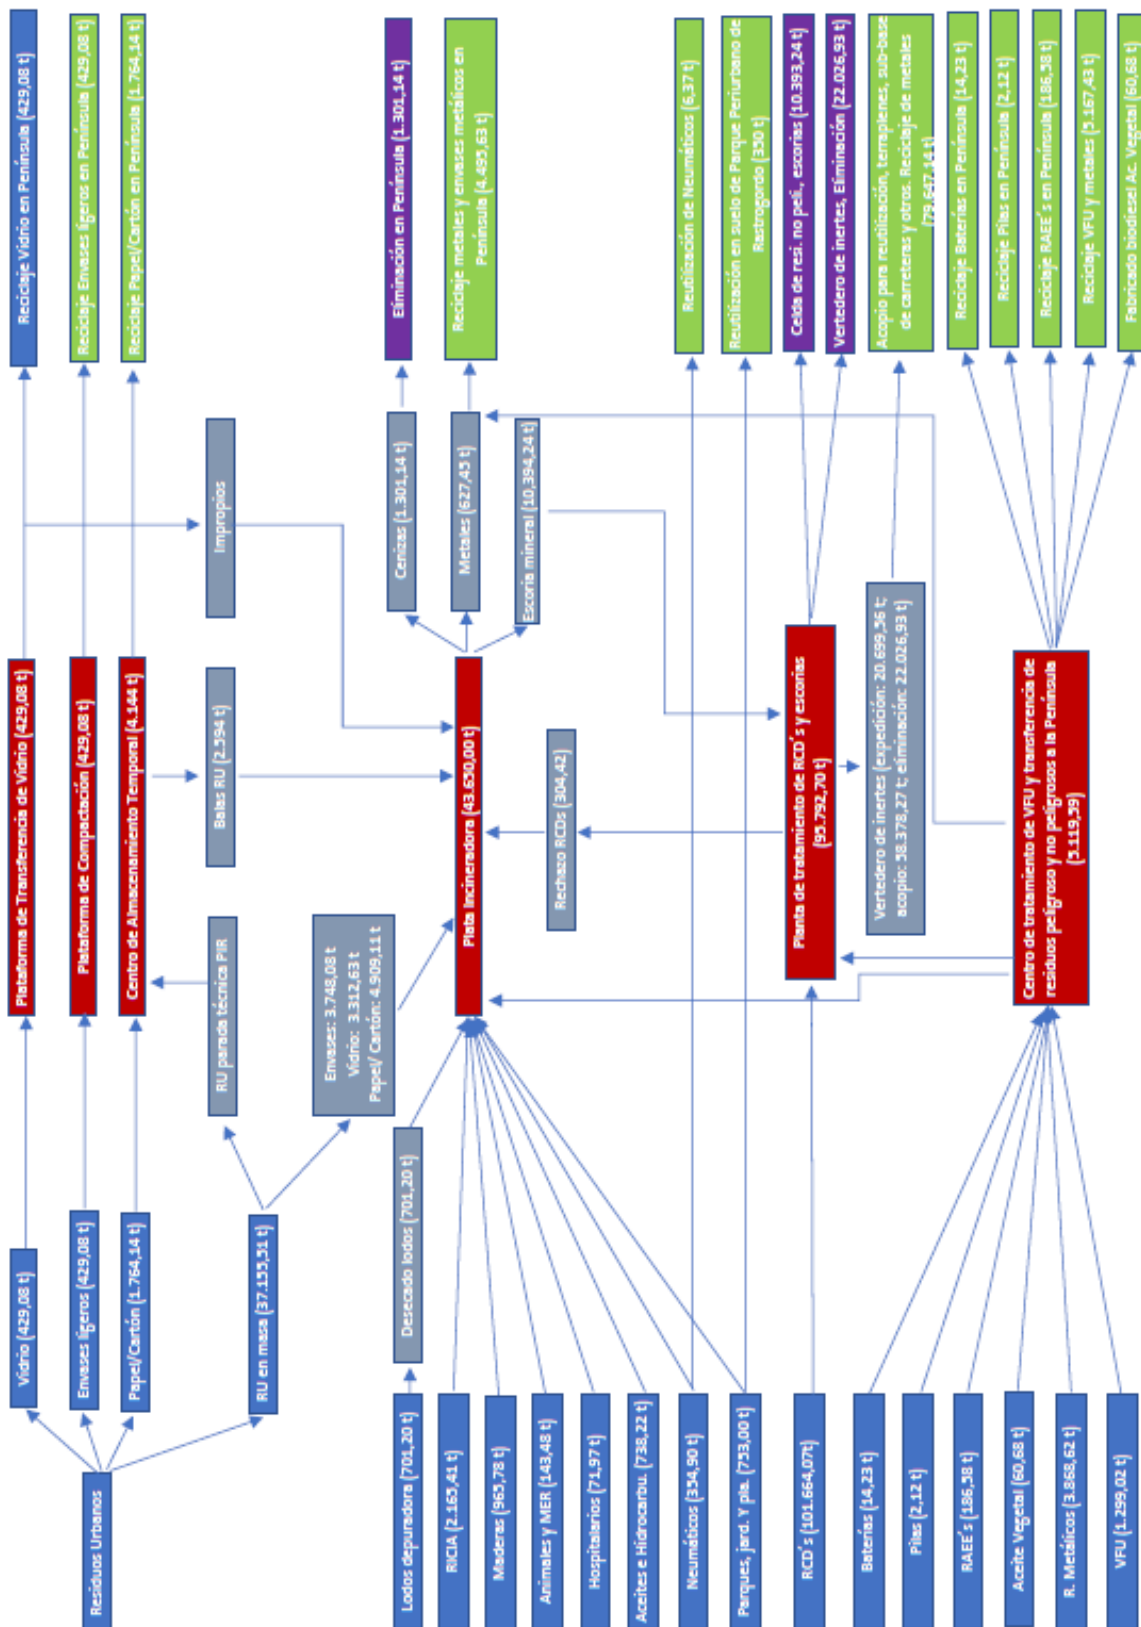 Residuos Urbanos
Vidrio (429,08 t)
Envases ligeros (429,08 t)
Papel/Cartón (1.764,14 t)
RU en masa (37.155,51 t)
Lodos depuradora (701,20 t)
RICIA (2.165,41 t)
Maderas (965,78 t)
Animales y MER (143,48 t)
Hospitalarios (71,97 t)
Aceites e Hidrocarbu. (738,22 t)
Neumáticos (354,90 t)
Parques, jard. Y pla. (753,00 t)
RCD´s (101.664,07t)
Baterías (14,23 t)
Pilas (2,12 t)
RAEE's (186,58 t)
Aceite Vegetal (60,68 t)
R. Metálicos (3.868,62 t)
VFU (1.299,02 t)
Desecado lodos (701,20 t)
RU parada técnica PIR
Envases: 3.748,08 t
Vidrio: 3.312,63 t
Papel/ Cartón: 4.909,11 t
Plataforma de Transferencia de Vidrio (429,08 t)
Plataforma de Compactación (429,08 t)
Centro de Almacenamiento Temporal (4.144 t)
Balas RU (2.594 t)
Impropios
Plata Incineradora (43.650,00 t)
Rechazo RCDs (304,42)
Planta de tratamiento de RCD´s y escorias
(95.792,70 t)
Vertedero de inertes (expedición: 20.699,56 t;
acopio: 58.378,27 t; eliminación: 22.026,93 t)
Centro de tratamiento de VFU y transferencia de
residuos peligroso y no peligrosos a la Península
(5.119,59)
Cenizas (1.301,14 t)
Metales (627,45 t)
Escoria mineral (10,394,24 t)
Reciclaje Vidrio en Península (429,08 t)
Reciclaje Envases ligeros en Península (429,08 t)
Reciclaje Papel/Cartón en Península (1.764,14 t)
Eliminación en Península (1.301,14 t)
Reciclaje metales y envases metálicos en
Península (4.495,63 t)
Reutilización de Neumáticos (6,37 t)
Reutilización en suelo de Parque Periurbano de
Rastrogordo (350 t)
Celda de resi. no peli., escorias (10.393,24 t)
Vertedero de inertes, Eliminación (22.026,93 t)
Acopio para reutilización, terraplenes, sub-base
de carreteras y otros. Reciclaje de metales
(79.647,14 t)
Reciclaje Baterías en Península (14,23 t)
Reciclaje Pilas en Península (2,12 t)
Reciclaje RAEE´s en Península (186,58 t)
Reciclaje VFU y metales (5.167,43 t)
Fabricado biodiesel Ac. Vegetal (60,68 t)